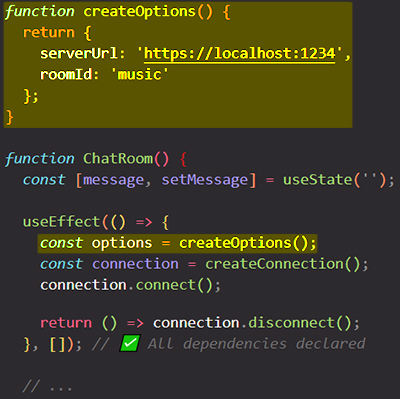 function createOptions() {
return {
serverUrl: 'https://localhost:1234',
roomId: 'music'
};
}
function ChatRoom() {
const [message, setMessage] = useState('');
useEffect(() => {
const options = createOptions();
const connection = createConnection();
connection.connect();
return () => connection.disconnect();
}, []); // ✅ All dependencies declared
// ...